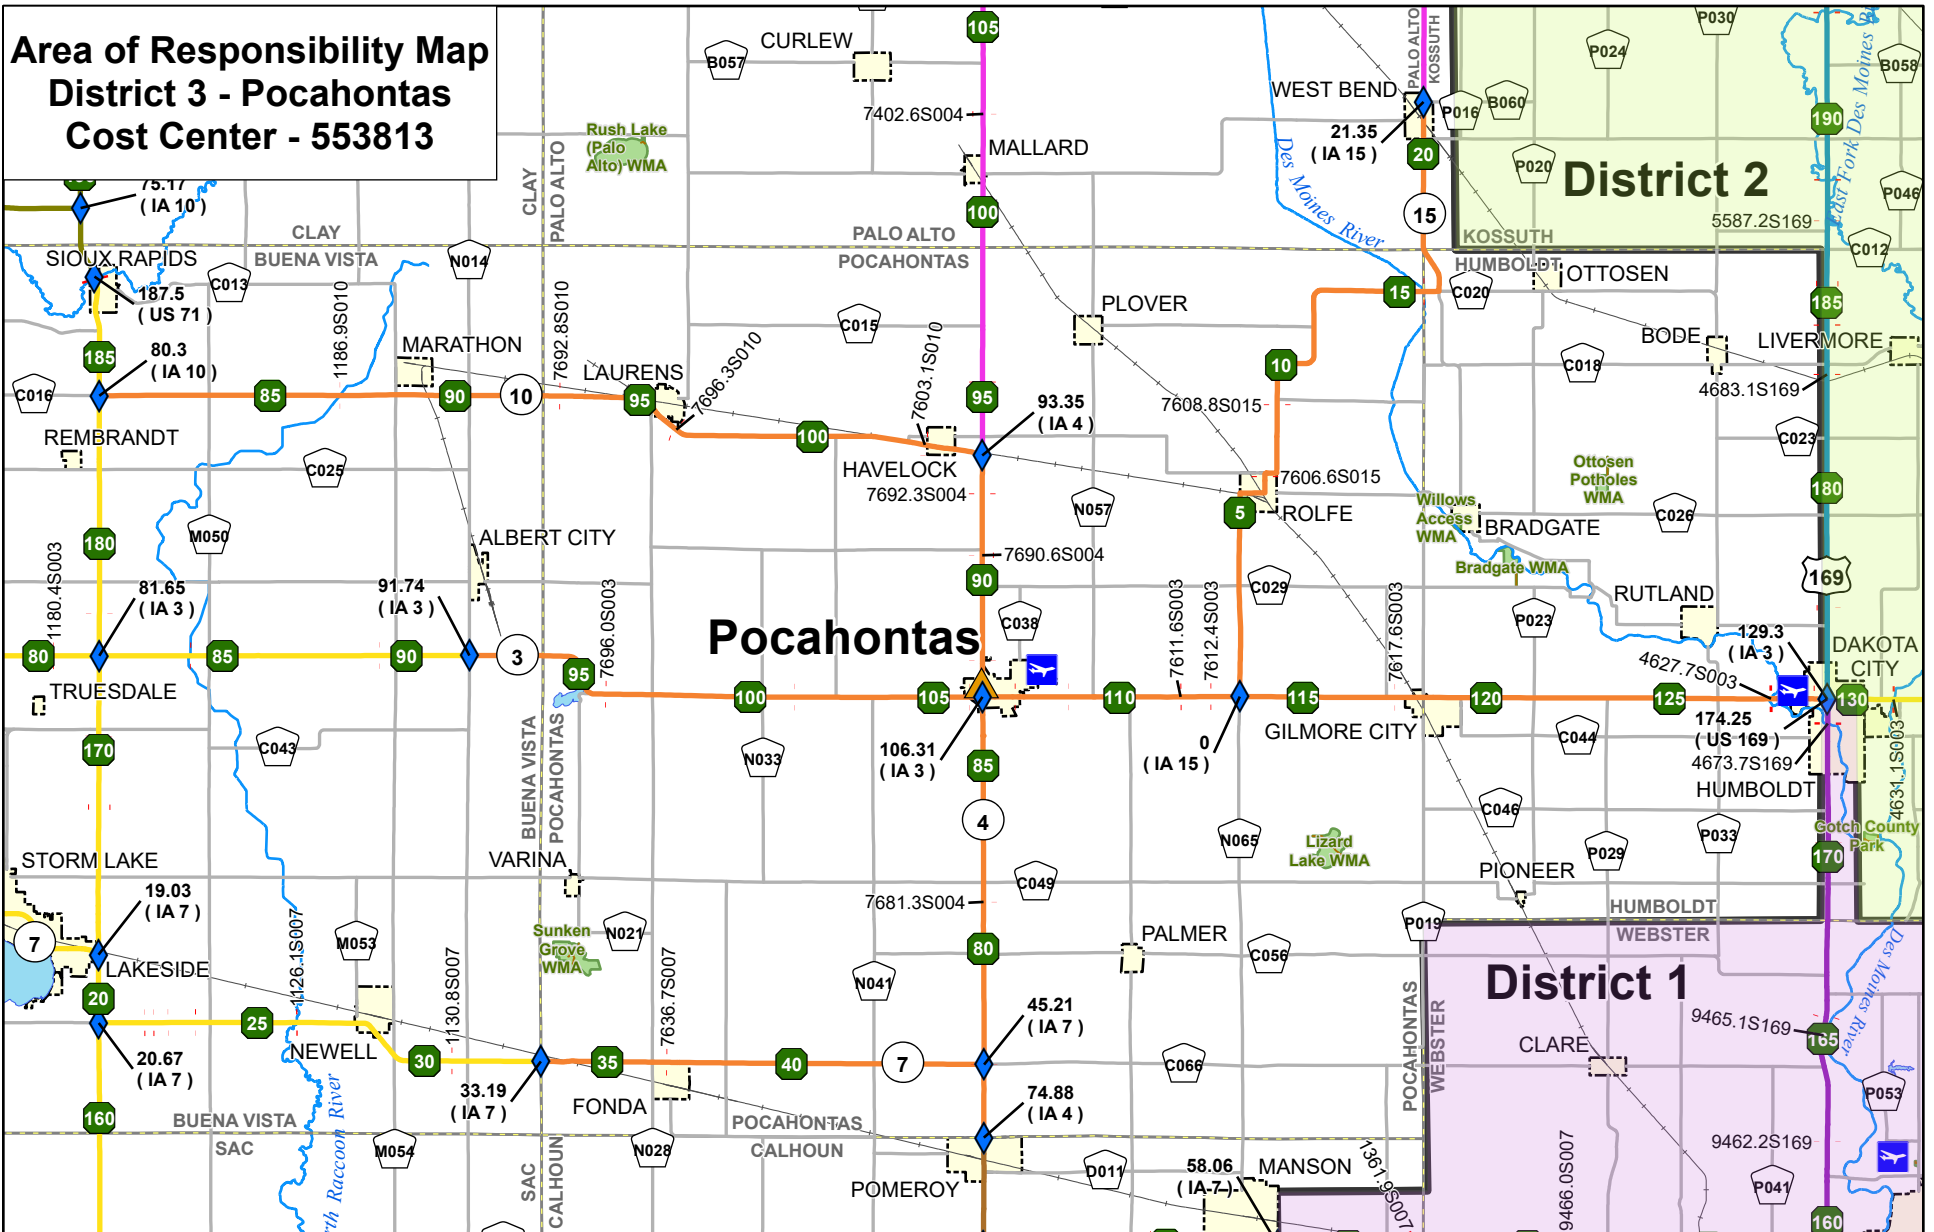 Area of Responsibility Map
District 3 - Pocahontas
Cost Center - 553813
CURLEW
B057
105
7402.6S004
MALLARD
100
Rush Lake
(Palo
Alto) WMA
CLAY
PALO ALTO
WEST BEND
21.35
( IA 15 )
20
15
PALO ALTO
KOSSUTH
P016
B060
P024
P030
B058
P020
P046
190
District 2
5587.2S169
C012
Des Moines River
75.17
( IA 10 )
CLAY
BUENA VISTA
PALO ALTO
POCAHONTAS
KOSSUTH
HUMBOLDT
SIOUX RAPIDS
187.5
( US 71 )
C013
N014
185
80.3
( IA 10 )
C016
85
1186.9S010
MARATHON
90
10
7692.8S010
LAURENS
95
7696.3S010
C015
7603.1S010
100
HAVELOCK
95
93.35
( IA 4 )
7692.3S004
PLOVER
15
10
7608.8S015
C020
OTTOSEN
BODE
LIVERMORE
C018
4683.1S169
185
C023
REMBRANDT
C025
M050
180
ALBERT CITY
N057
7690.6S004
90
7606.6S015
5
ROLFE
Willows
Access
WMA
BRADGATE
Bradgate WMA
Ottosen
Potholes
WMA
C026
180
169
1180.4S003
81.65
( IA 3 )
91.74
( IA 3 )
80
85
90
3
95
7696.0S003
TRUESDALE
Pocahontas
C038
7611.6S003
7612.4S003
C029
7617.6S003
P023
RUTLAND
129.3
( IA 3 )
DAKOTA
CITY
4627.7S003
100
105
110
115
120
125
130
106.31
( IA 3 )
0
( IA 15 )
GILMORE CITY
174.25
( US 169 )
4673.7S169
HUMBOLDT
4631.1S003
C044
170
C043
BUENA VISTA
POCAHONTAS
N033
85
4
N065
Lizard
Lake WMA
C046
P029
P033
Gotch County
Park
170
STORM LAKE
19.03
( IA 7 )
7
LAKESIDE
20
20.67
( IA 7 )
VARINA
Sunken
Grove
WMA
N021
M053
1126.1S007
25
NEWELL
30
1130.8S007
33.19
( IA 7 )
35
7636.7S007
FONDA
40
7
N041
7681.3S004
C049
80
PALMER
C056
45.21
( IA 7 )
C066
74.88
( IA 4 )
PIONEER
P019
HUMBOLDT
WEBSTER
District 1
POCAHONTAS
WEBSTER
CLARE
9465.1S169
165
Des Moines River
P053
9462.2S169
P041
160
9466.0S007
160
BUENA VISTA
SAC
M054
SAC
CALHOUN
N028
POCAHONTAS
CALHOUN
POMEROY
D011
58.06
( IA 7 )
MANSON
1361.9S007